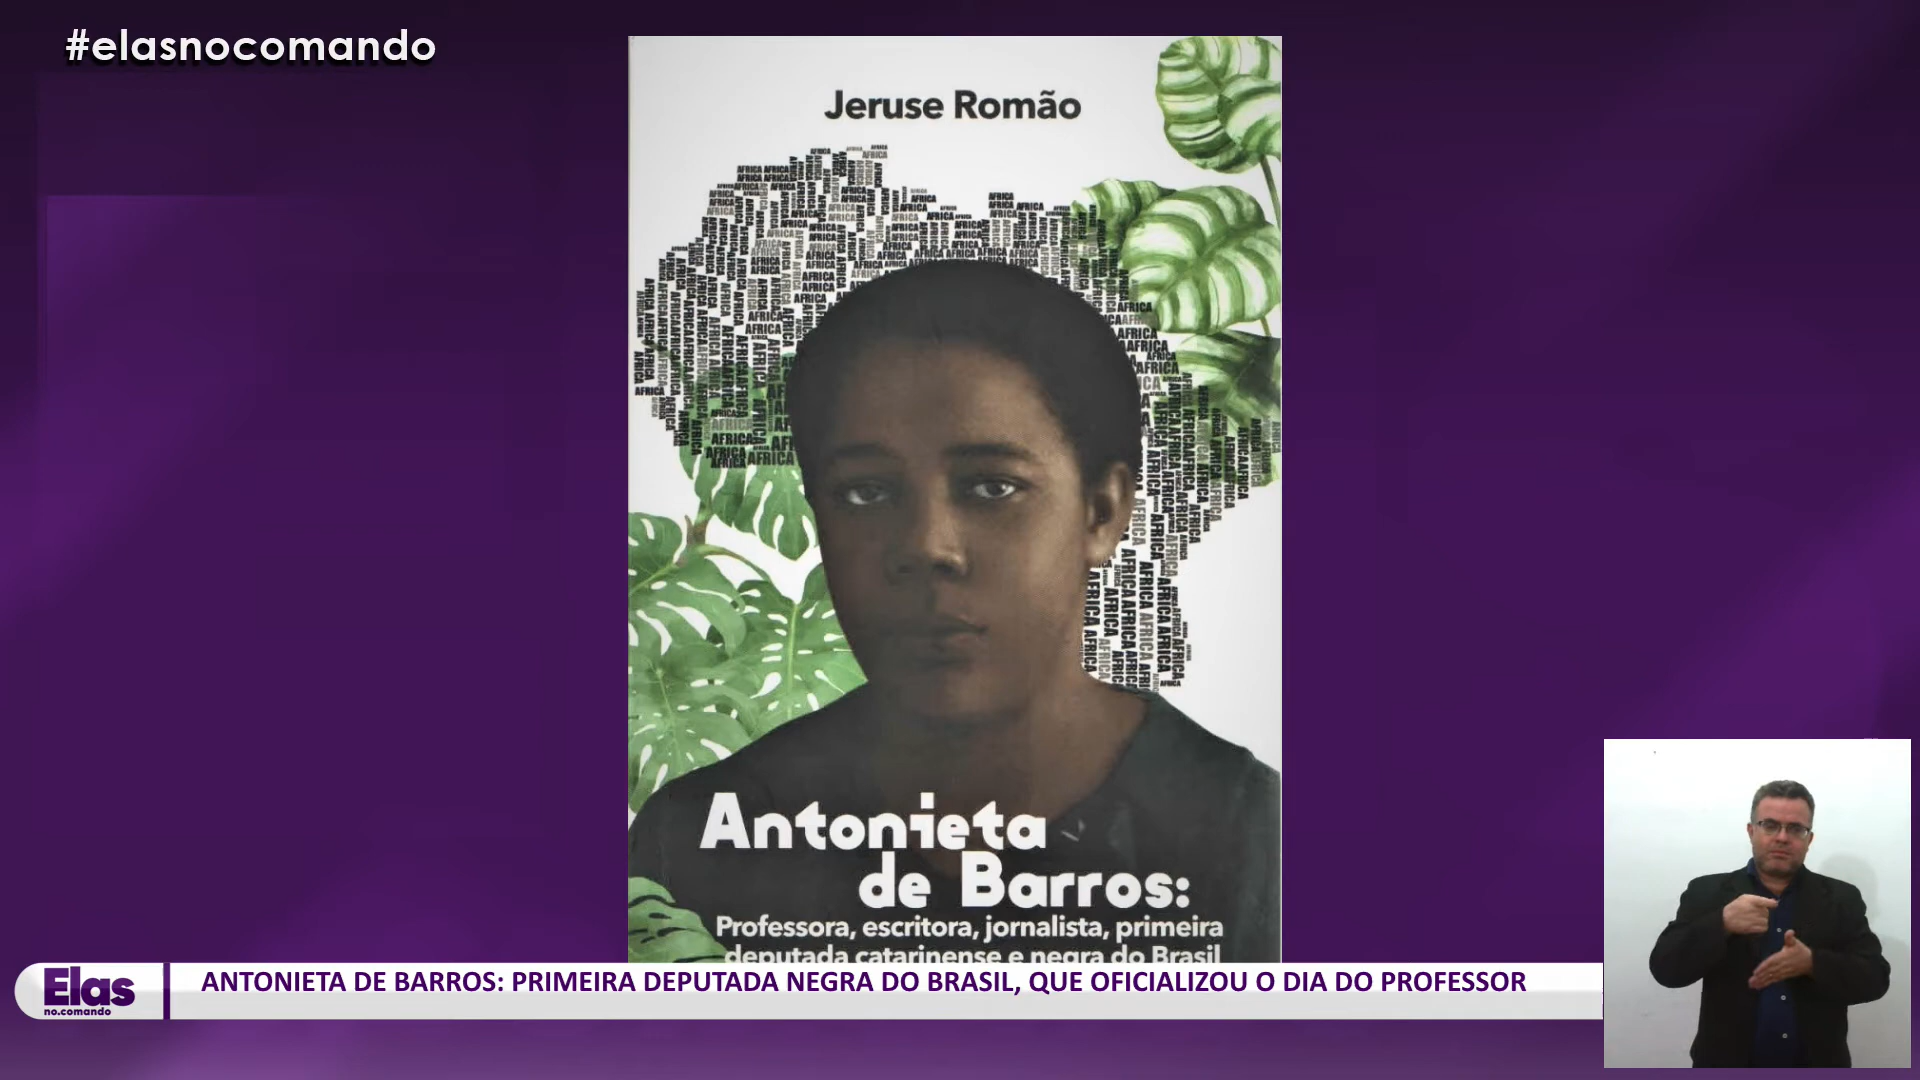 #elasnocomando
Jeruse Romão
AFRICA
Antonieta
de Barros:
Professora, escritora, jornalista, primeira
deputada catarinense e negra do Brasil
Elas
no.comando
ANTONIETA DE BARROS: PRIMEIRA DEPUTADA NEGRA DO BRASIL, QUE OFICIALIZOU O DIA DO PROFESSOR